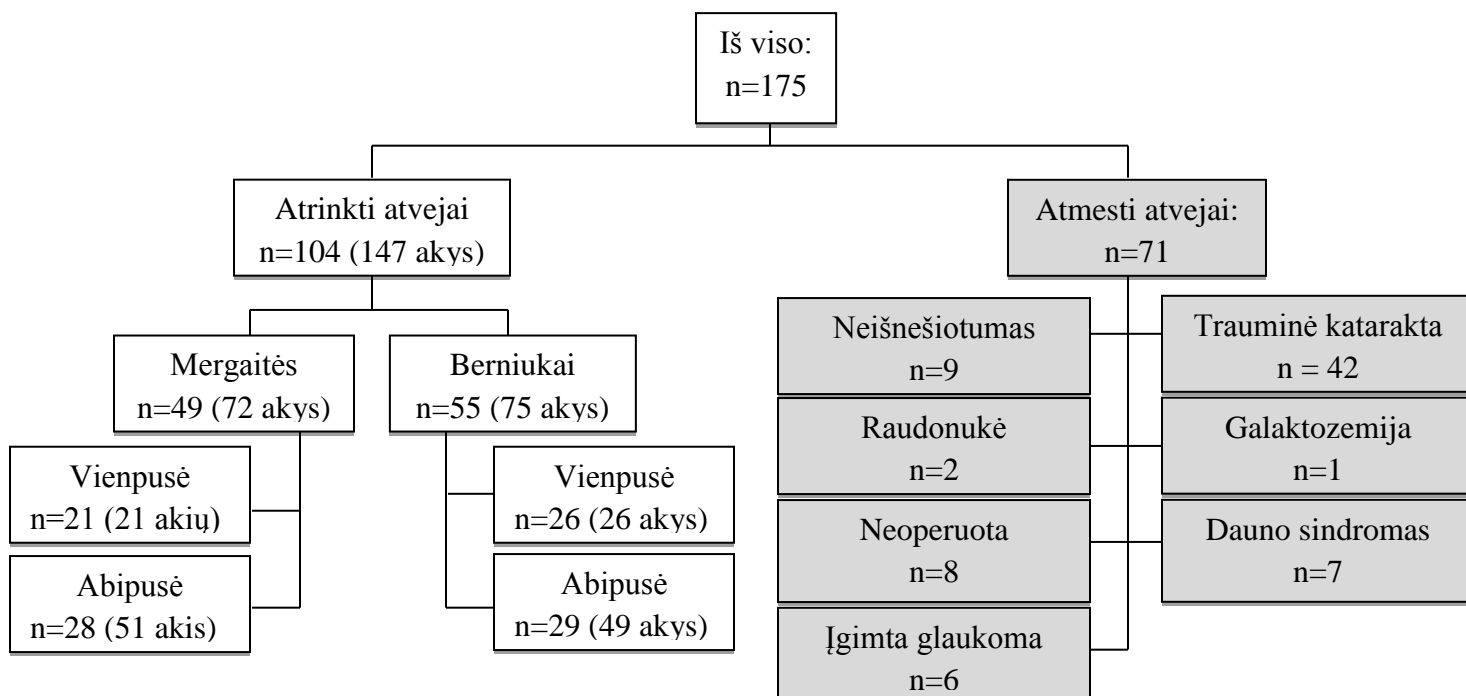 Iš viso:
n=175
Atrinkti atvejai
n=104 (147 akys)
Atmesti atvejai:
n=71
Mergaitės
n=49 (72 akys)
Berniukai
n=55 (75 akys)
Vienpusė
n=21 (21 akių)
Abipusė
n=28 (51 akis)
Vienpusė
n=26 (26 akys)
Abipusė
n=29 (49 akys)
Neišnešiotumas
n=9
Trauminė katarakta
n = 42
Raudonukė
n=2
Galaktozemija
n=1
Neoperuota
n=8
Dauno sindromas
n=7
Įgimta glaukoma
n=6